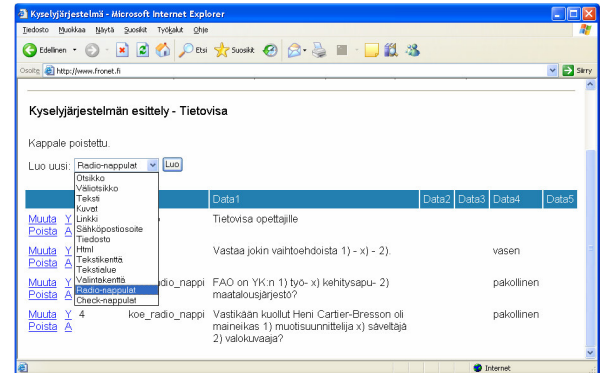 Kyselyjärjestelmä - Microsoft Internet Explorer
Tiedosto Muokkaa Näytä Suosikit Työkalut Ohje
Edellinen Etsi Suosikit
Osoite http://www.fronet.fi Siirry
Kyselyjärjestelmän esittely - Tietovisa
Kappale poistettu.
Luo uusi: Radio-nappulat Luo
Otsikko
Väliotsikko
Teksti
Kuvat
Linkki
Sähköpostiosoite
Tiedosto
Html
Tekstikenttä
Tekstialue
Valintakenttä
Radio-nappulat
Check-nappulat
Data1 Data2 Data3 Data4 Data5
Muuta Y Tietovisa opettajille
Poista A
Muuta Y Vastaa jokin vaihtoehdoista 1) - x) - 2). vasen
Poista A
Muuta Y dio_nappi FAO on YK:n 1) työ- x) kehitysapu- 2) pakollinen
Poista A maatalousjärjestö?
Muuta Y 4 koe_radio_nappi Vastikään kuollut Heni Cartier-Bresson oli pakollinen
Poista A maineikas 1) muotisuunnittelija x) säveltäjä
2) valokuvaaja?
Internet